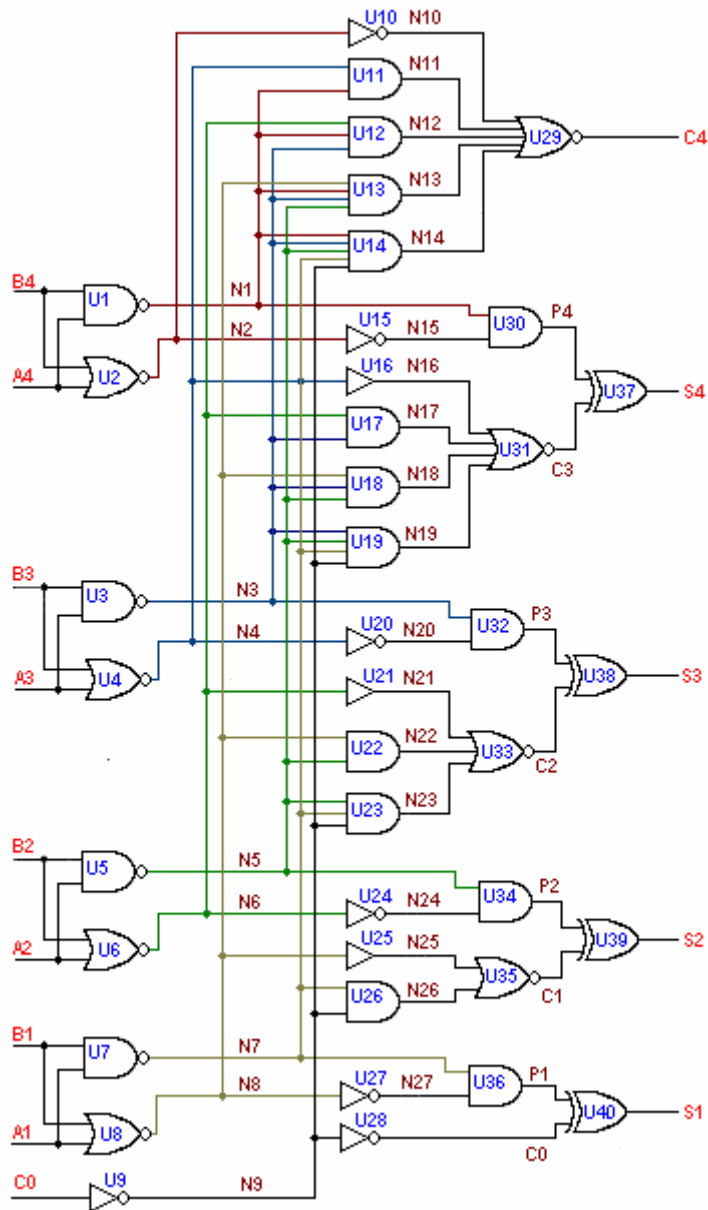 U10 N10
U11 N11
U12 N12
U29 C4
U13 N13
U14 N14
B4
U1 N1
U15 N15 U30 P4
N2
U2
A4
U16 N16
U37 S4
U17 N17
U31
C3
U18 N18
U19 N19
B3
U3 N3
U20 N20 U32 P3
N4
U4
A3
U21 N21
U38 S3
U22 N22
U33
C2
U23 N23
B2
U5 N5
U24 N24 U34 P2
N6
U6
A2
U25 N25
U39 S2
U35
C1
U26 N26
B1
U7 N7
U27 N27 U36 P1
N8
U8
A1
U28
U40 S1
C0
C0 U9 N9